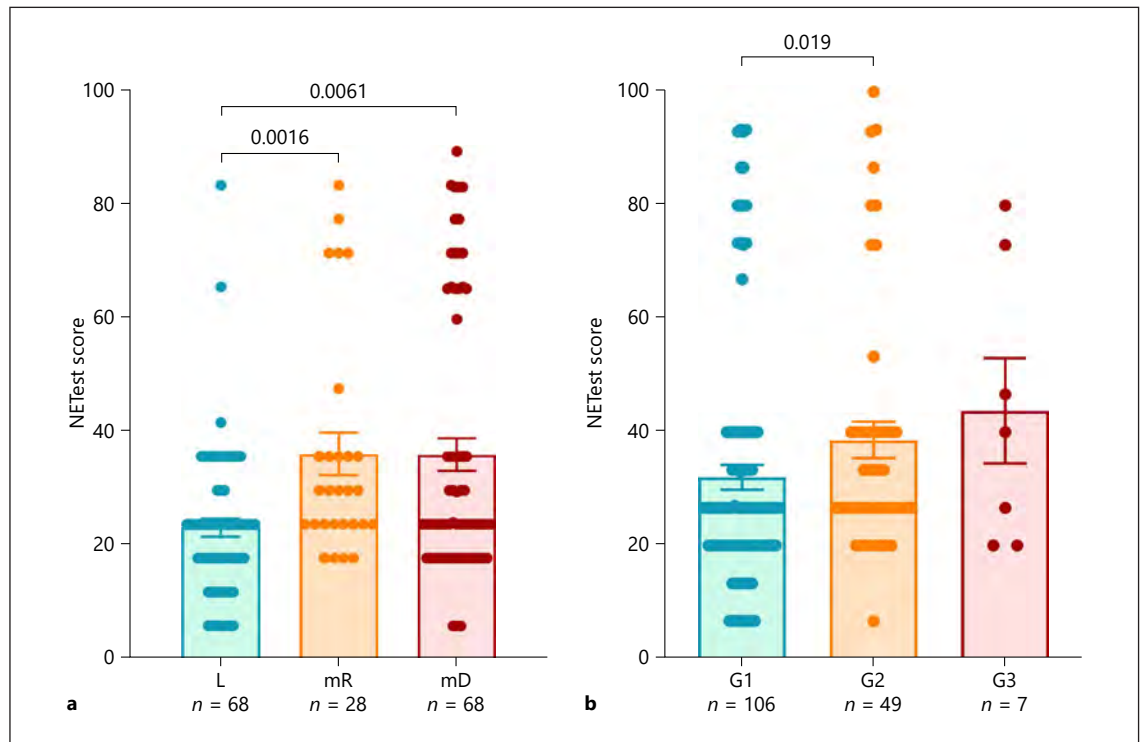 0.019
100
0.0061
0.0016
80
60
NETest score
40
20
0
L
mR
mD
n = 68
n = 28
n = 68
a
100
80
60
NETest score
40
20
0
G1
G2
G3
n = 106
n = 49
n = 7
b